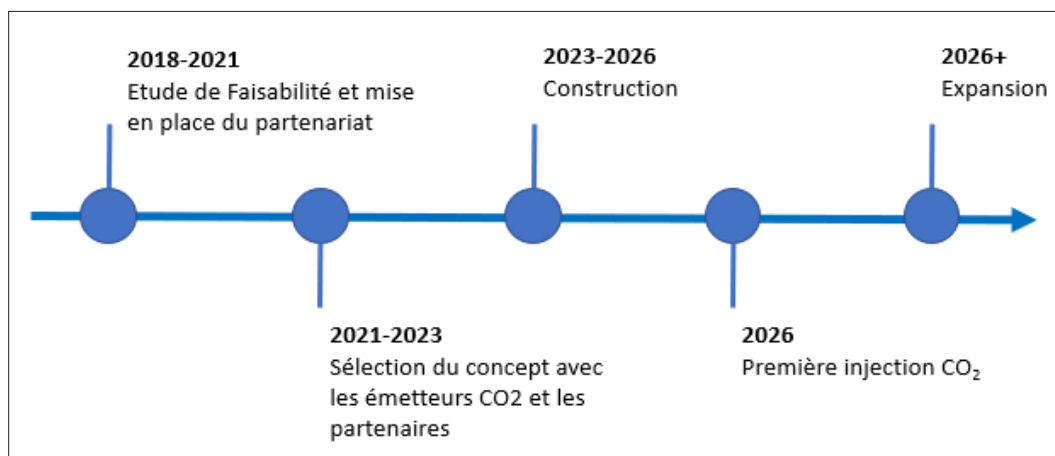 2018-2021
Etude de Faisabilité et mise
en place du partenariat
2021-2023
Sélection du concept avec
les émetteurs CO2 et les
partenaires
2023-2026
Construction
2026
Première injection CO₂
2026+
Expansion